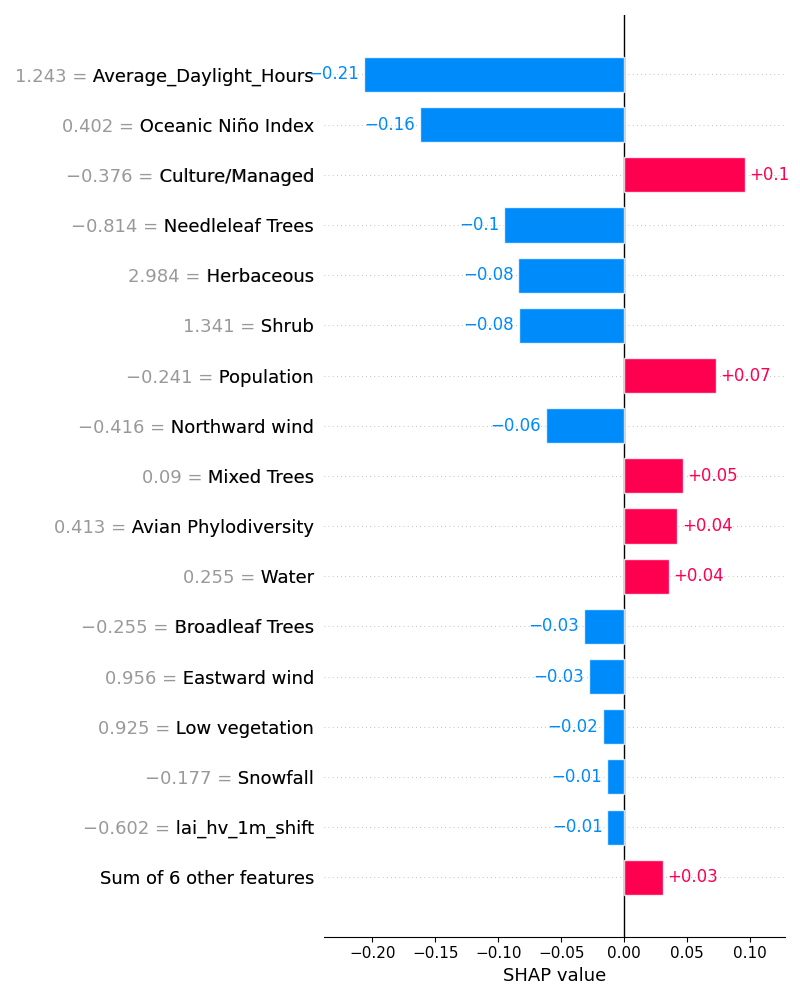 1.243 = Average_Daylight_Hours −0.21
0.402 = Oceanic Niño Index −0.16
−0.376 = Culture/Managed +0.1
−0.814 = Needleleaf Trees −0.1
2.984 = Herbaceous −0.08
1.341 = Shrub −0.08
−0.241 = Population +0.07
−0.416 = Northward wind −0.06
0.09 = Mixed Trees +0.05
0.413 = Avian Phylodiversity +0.04
0.255 = Water +0.04
−0.255 = Broadleaf Trees −0.03
0.956 = Eastward wind −0.03
0.925 = Low vegetation −0.02
−0.177 = Snowfall −0.01
−0.602 = lai_hv_1m_shift −0.01
Sum of 6 other features +0.03
−0.20 −0.15 −0.10 −0.05 0.00 0.05 0.10
SHAP value